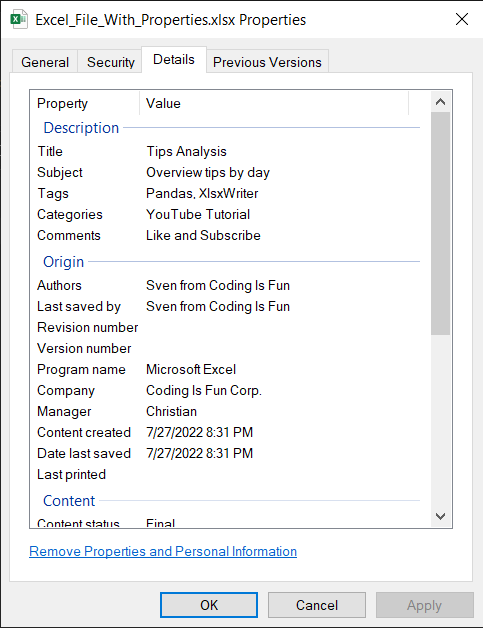 Excel_File_With_Properties.xlsx Properties
General Security Details Previous Versions
Property Value
Description
Title Tips Analysis
Subject Overview tips by day
Tags Pandas, XlsxWriter
Categories YouTube Tutorial
Comments Like and Subscribe
Origin
Authors Sven from Coding Is Fun
Last saved by Sven from Coding Is Fun
Revision number
Version number
Program name Microsoft Excel
Company Coding Is Fun Corp.
Manager Christian
Content created 7/27/2022 8:31 PM
Date last saved 7/27/2022 8:31 PM
Last printed
Content
Content status Final
Remove Properties and Personal Information
OK Cancel Apply